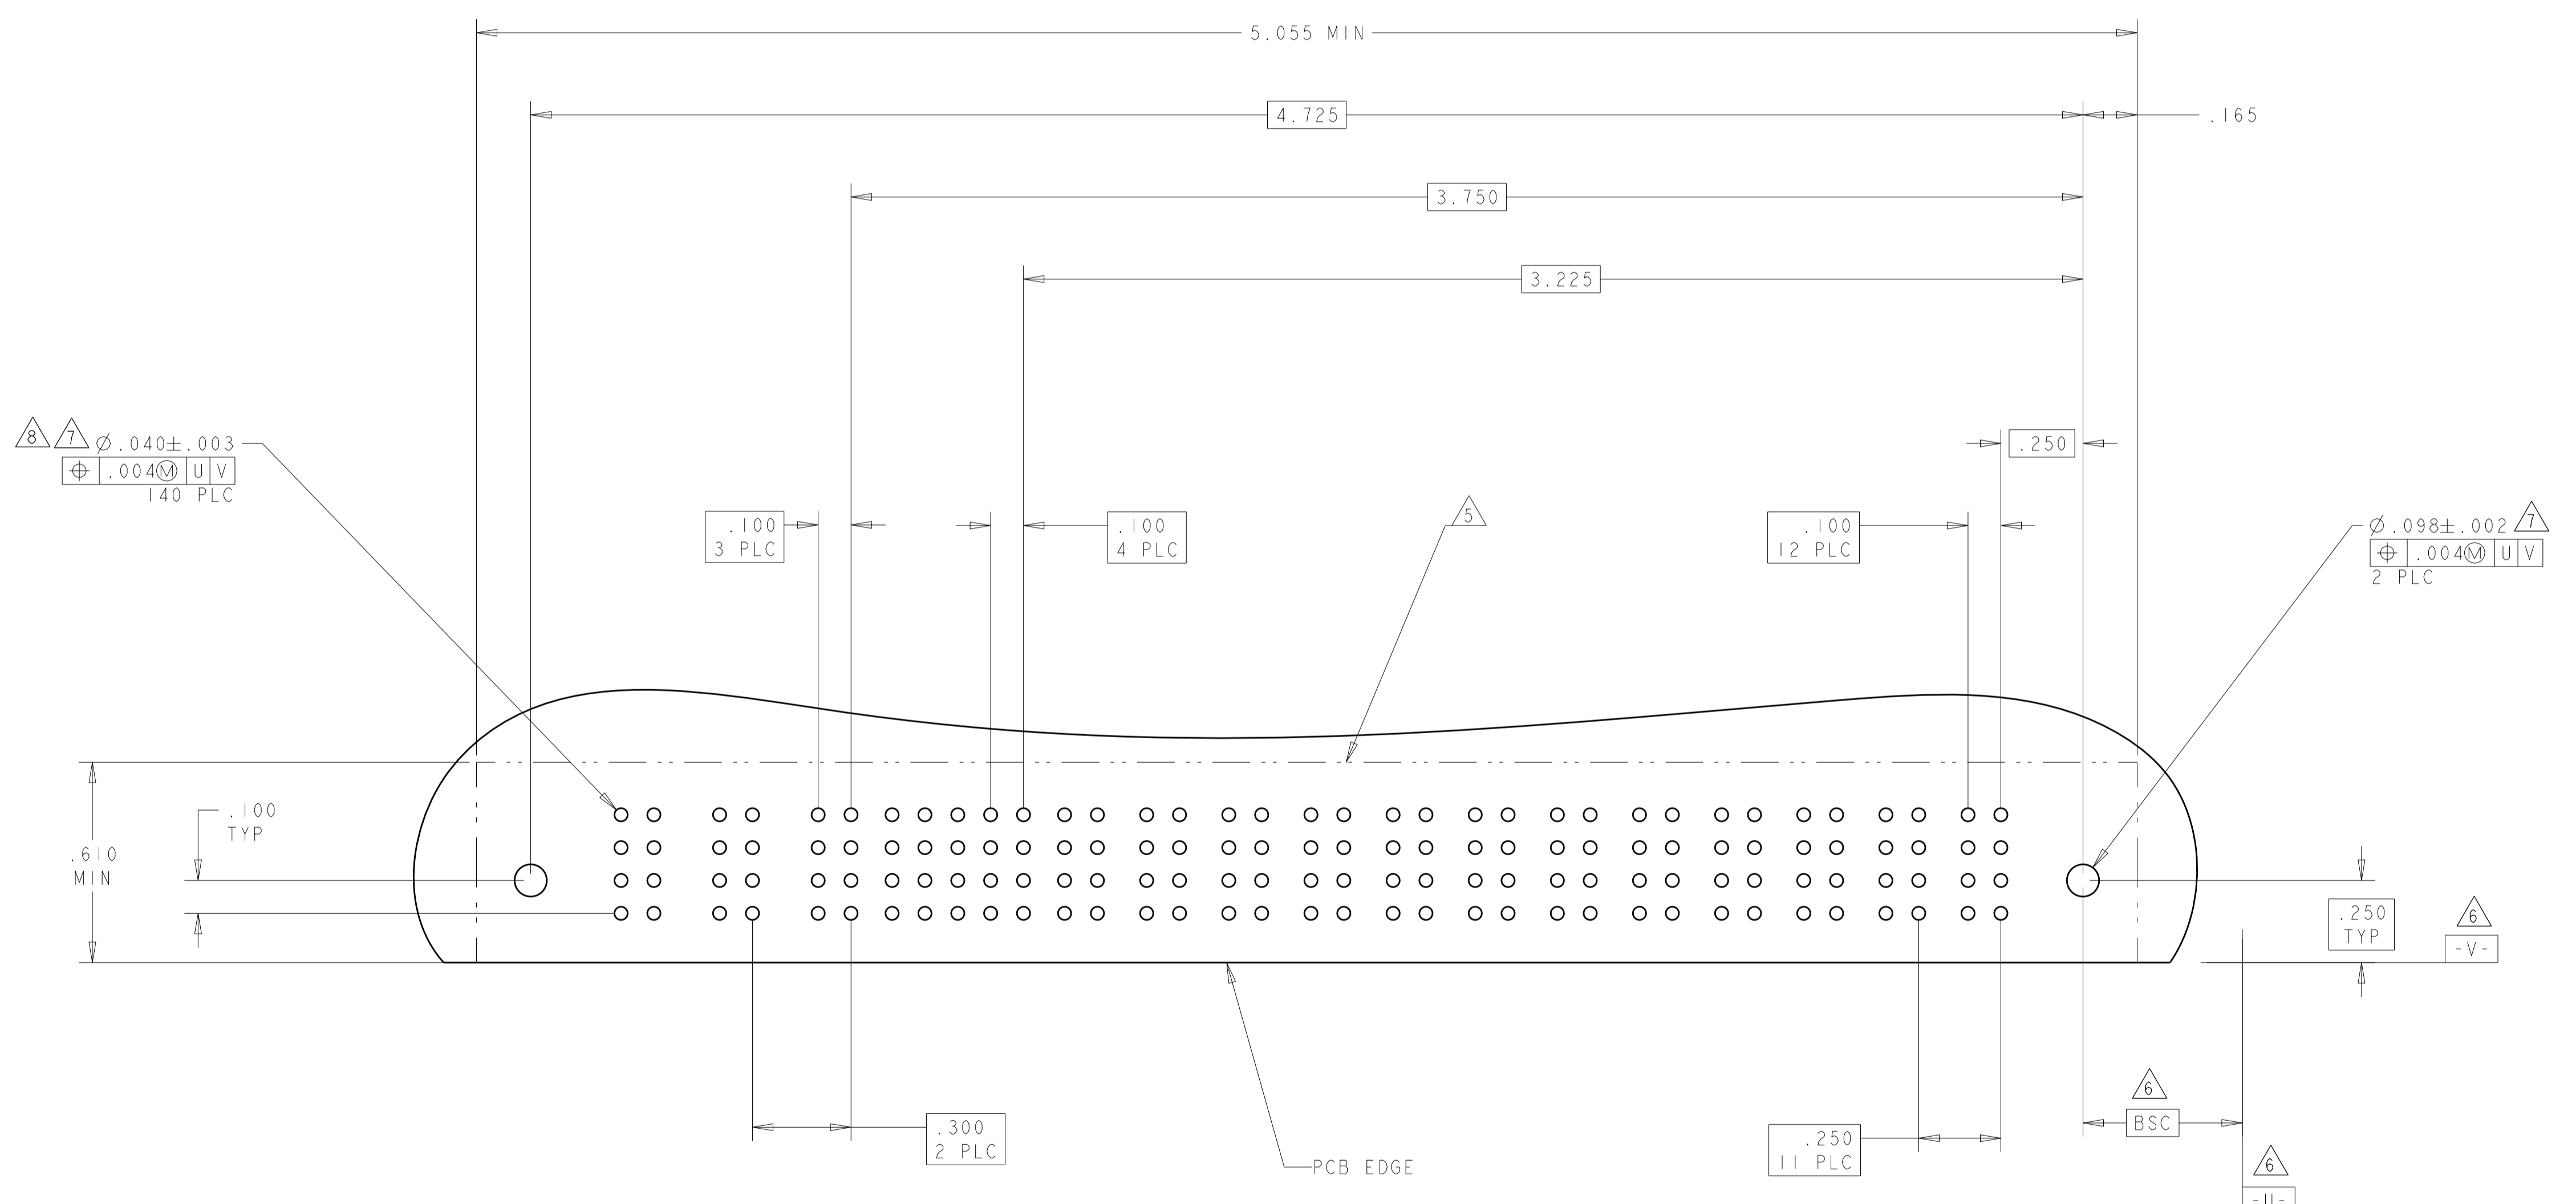 5.055 MIN
4.725
.165
3.750
3.225
8 7 Ø.040±.003
⌖ .004Ⓜ U V
140 PLC
.250
.100
3 PLC
.100
4 PLC
5
.100
12 PLC
Ø.098±.002 7
⌖ .004Ⓜ U V
2 PLC
.100
TYP
.610
MIN
.250
TYP
6
-V-
6
BSC
.300
2 PLC
.250
11 PLC
PCB EDGE
6
-U-